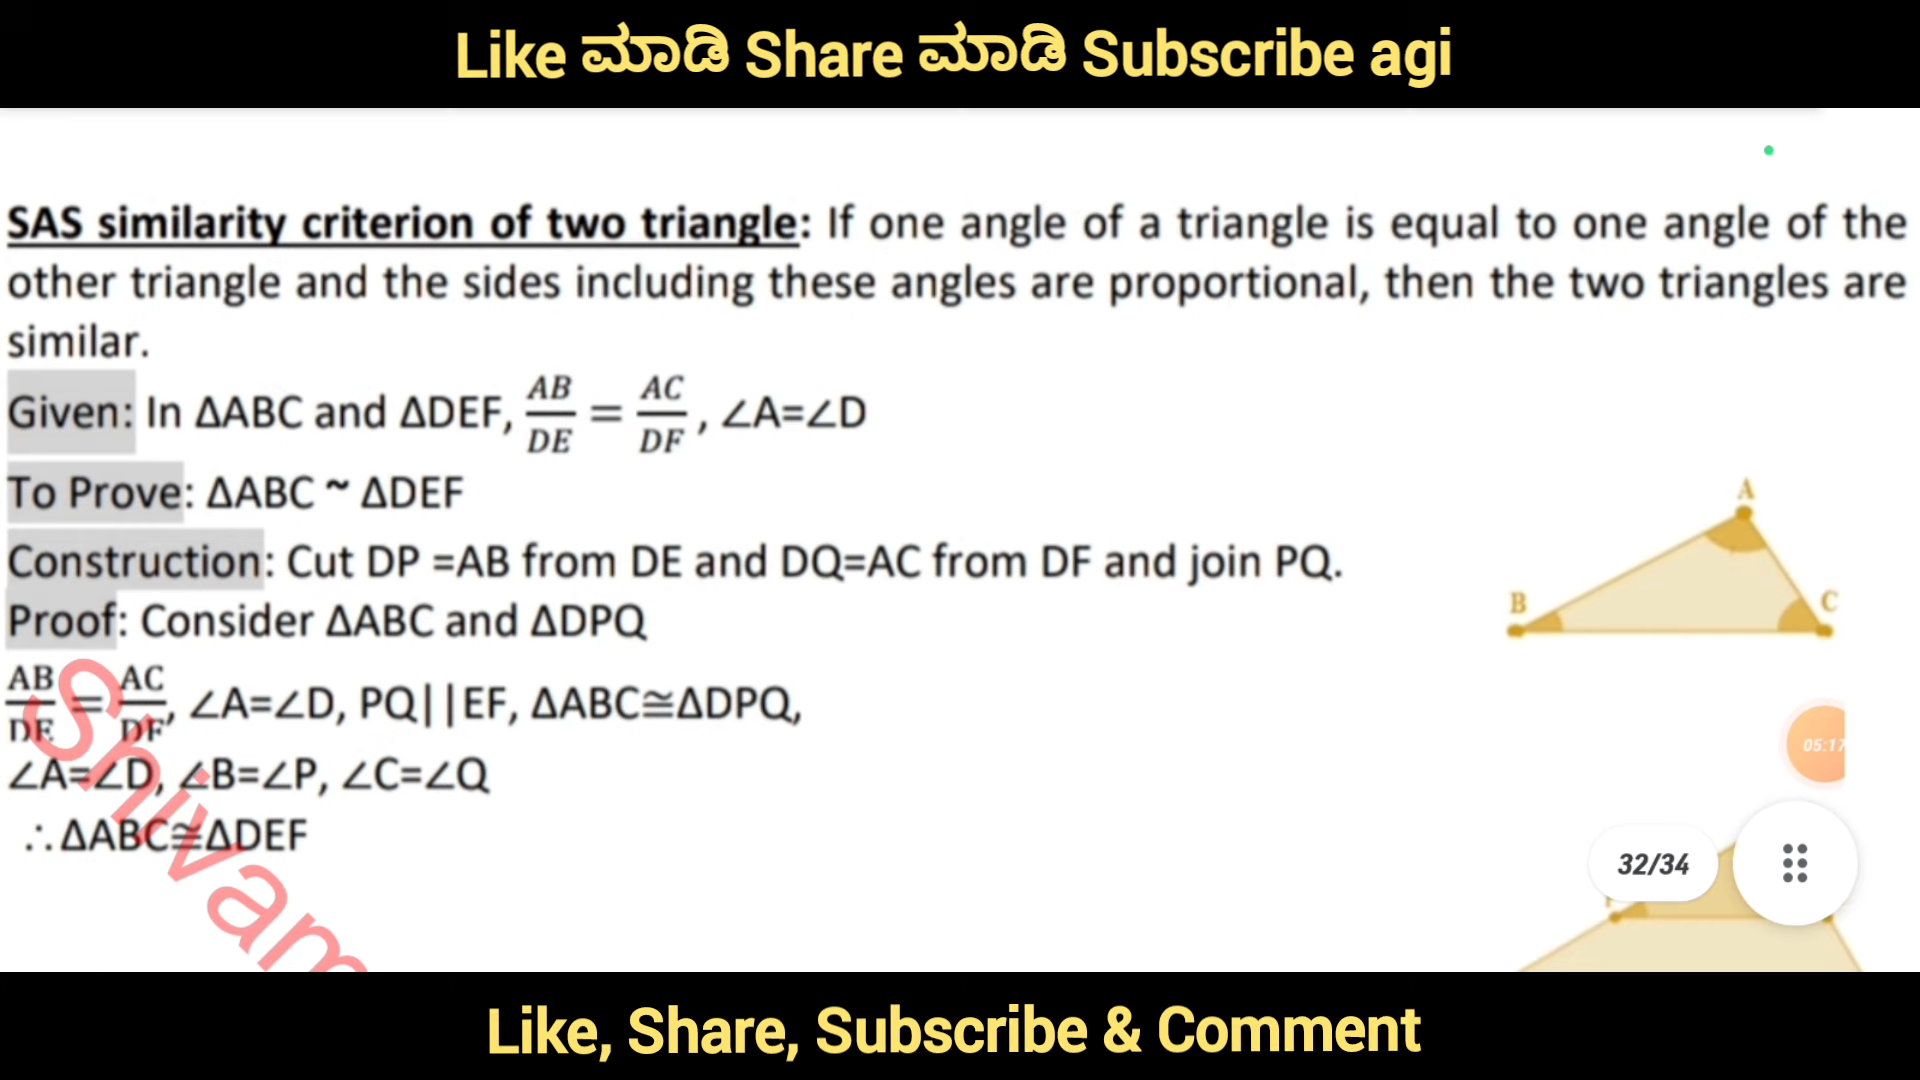 Like ಮಾಡಿ Share ಮಾಡಿ Subscribe agi
SAS similarity criterion of two triangle: If one angle of a triangle is equal to one angle of the
other triangle and the sides including these angles are proportional, then the two triangles are
similar.
Given: In ΔABC and ΔDEF, AB/DE = AC/DF, ∠A=∠D
To Prove: ΔABC ~ ΔDEF
Construction: Cut DP =AB from DE and DQ=AC from DF and join PQ.
Proof: Consider ΔABC and ΔDPQ
AB/DE = AC/DF, ∠A=∠D, PQ||EF, ΔABC≅ΔDPQ,
∠A=∠D, ∠B=∠P, ∠C=∠Q
∴ΔABC≅ΔDEF
A
B
C
05:17
32/34
Shivam
Like, Share, Subscribe & Comment